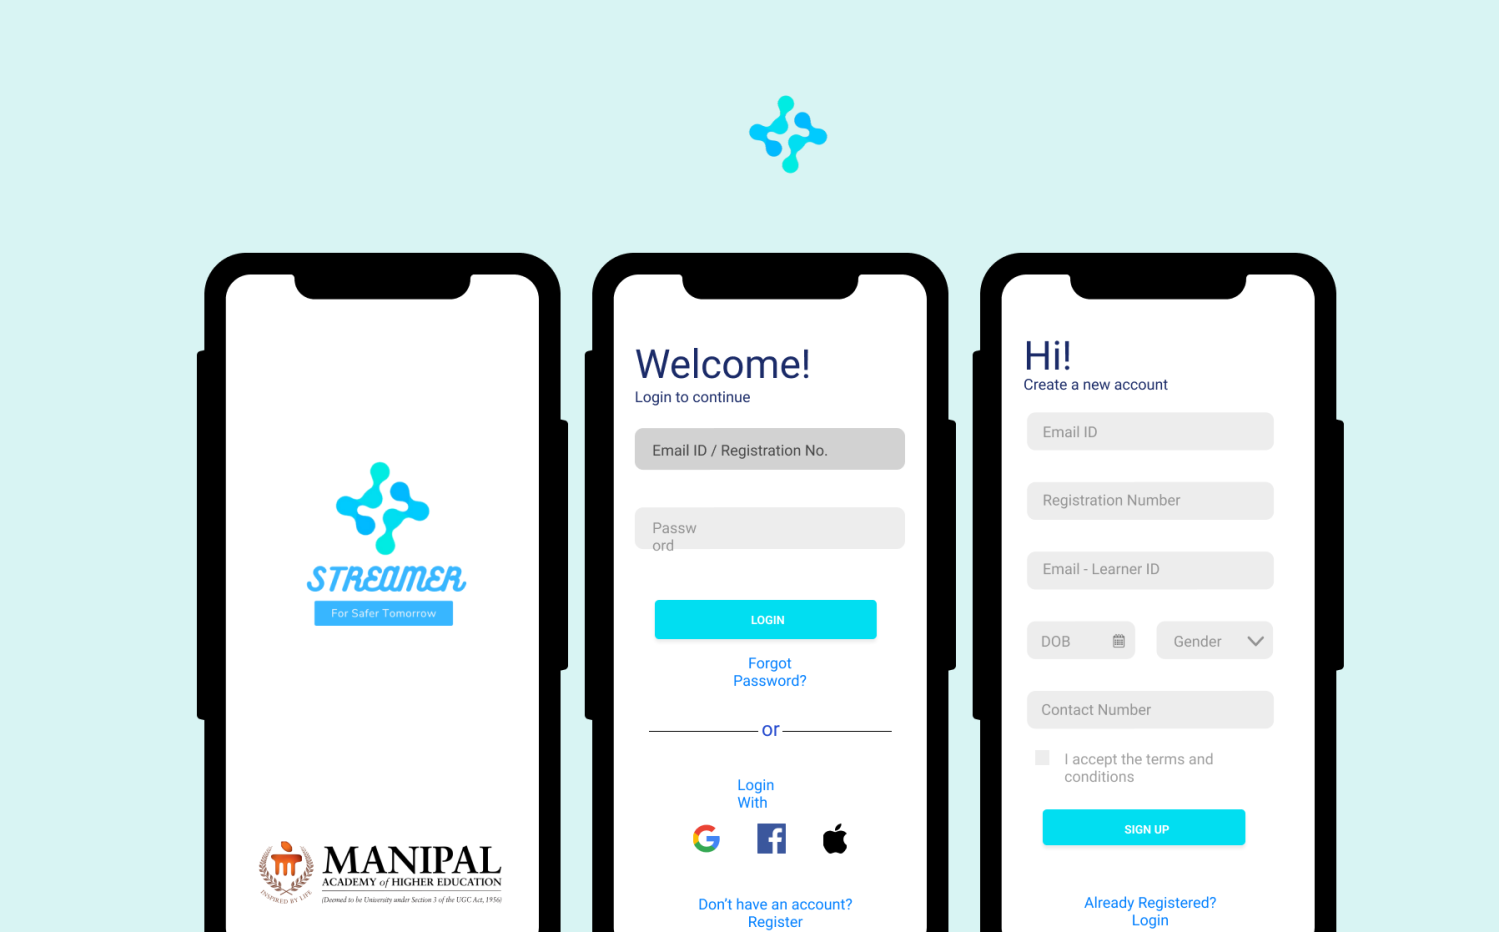 STREAMER
For Safer Tomorrow
INSPIRED BY LIFE
MANIPAL
ACADEMY of HIGHER EDUCATION
(Deemed to be University under Section 3 of the UGC Act, 1956)
Welcome!
Login to continue
Email ID / Registration No.
Passw
ord
LOGIN
Forgot
Password?
or
Login
With
Don't have an account?
Register
Hi!
Create a new account
Email ID
Registration Number
Email - Learner ID
DOB
Gender
Contact Number
I accept the terms and
conditions
SIGN UP
Already Registered?
Login